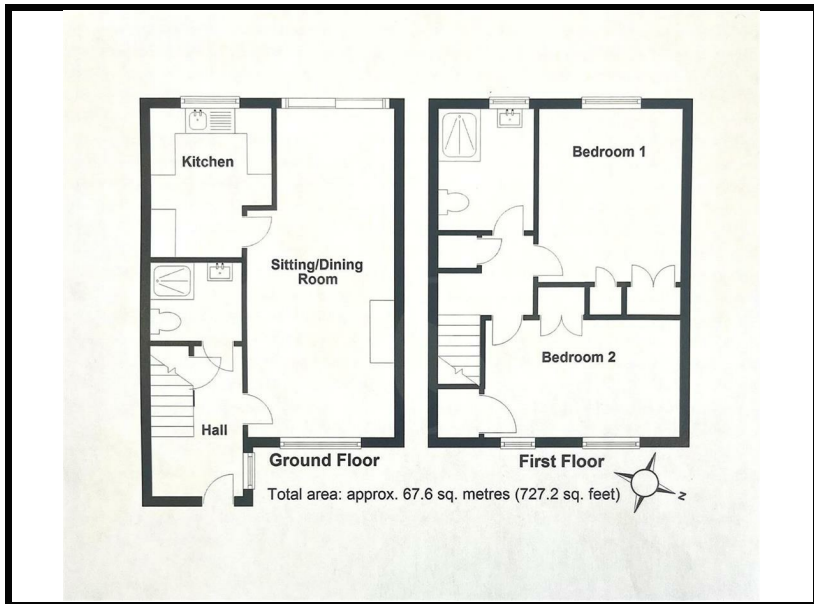 Kitchen
Sitting/Dining
Room
Hall
Ground Floor
Bedroom 1
Bedroom 2
First Floor
Total area: approx. 67.6 sq. metres (727.2 sq. feet)
N